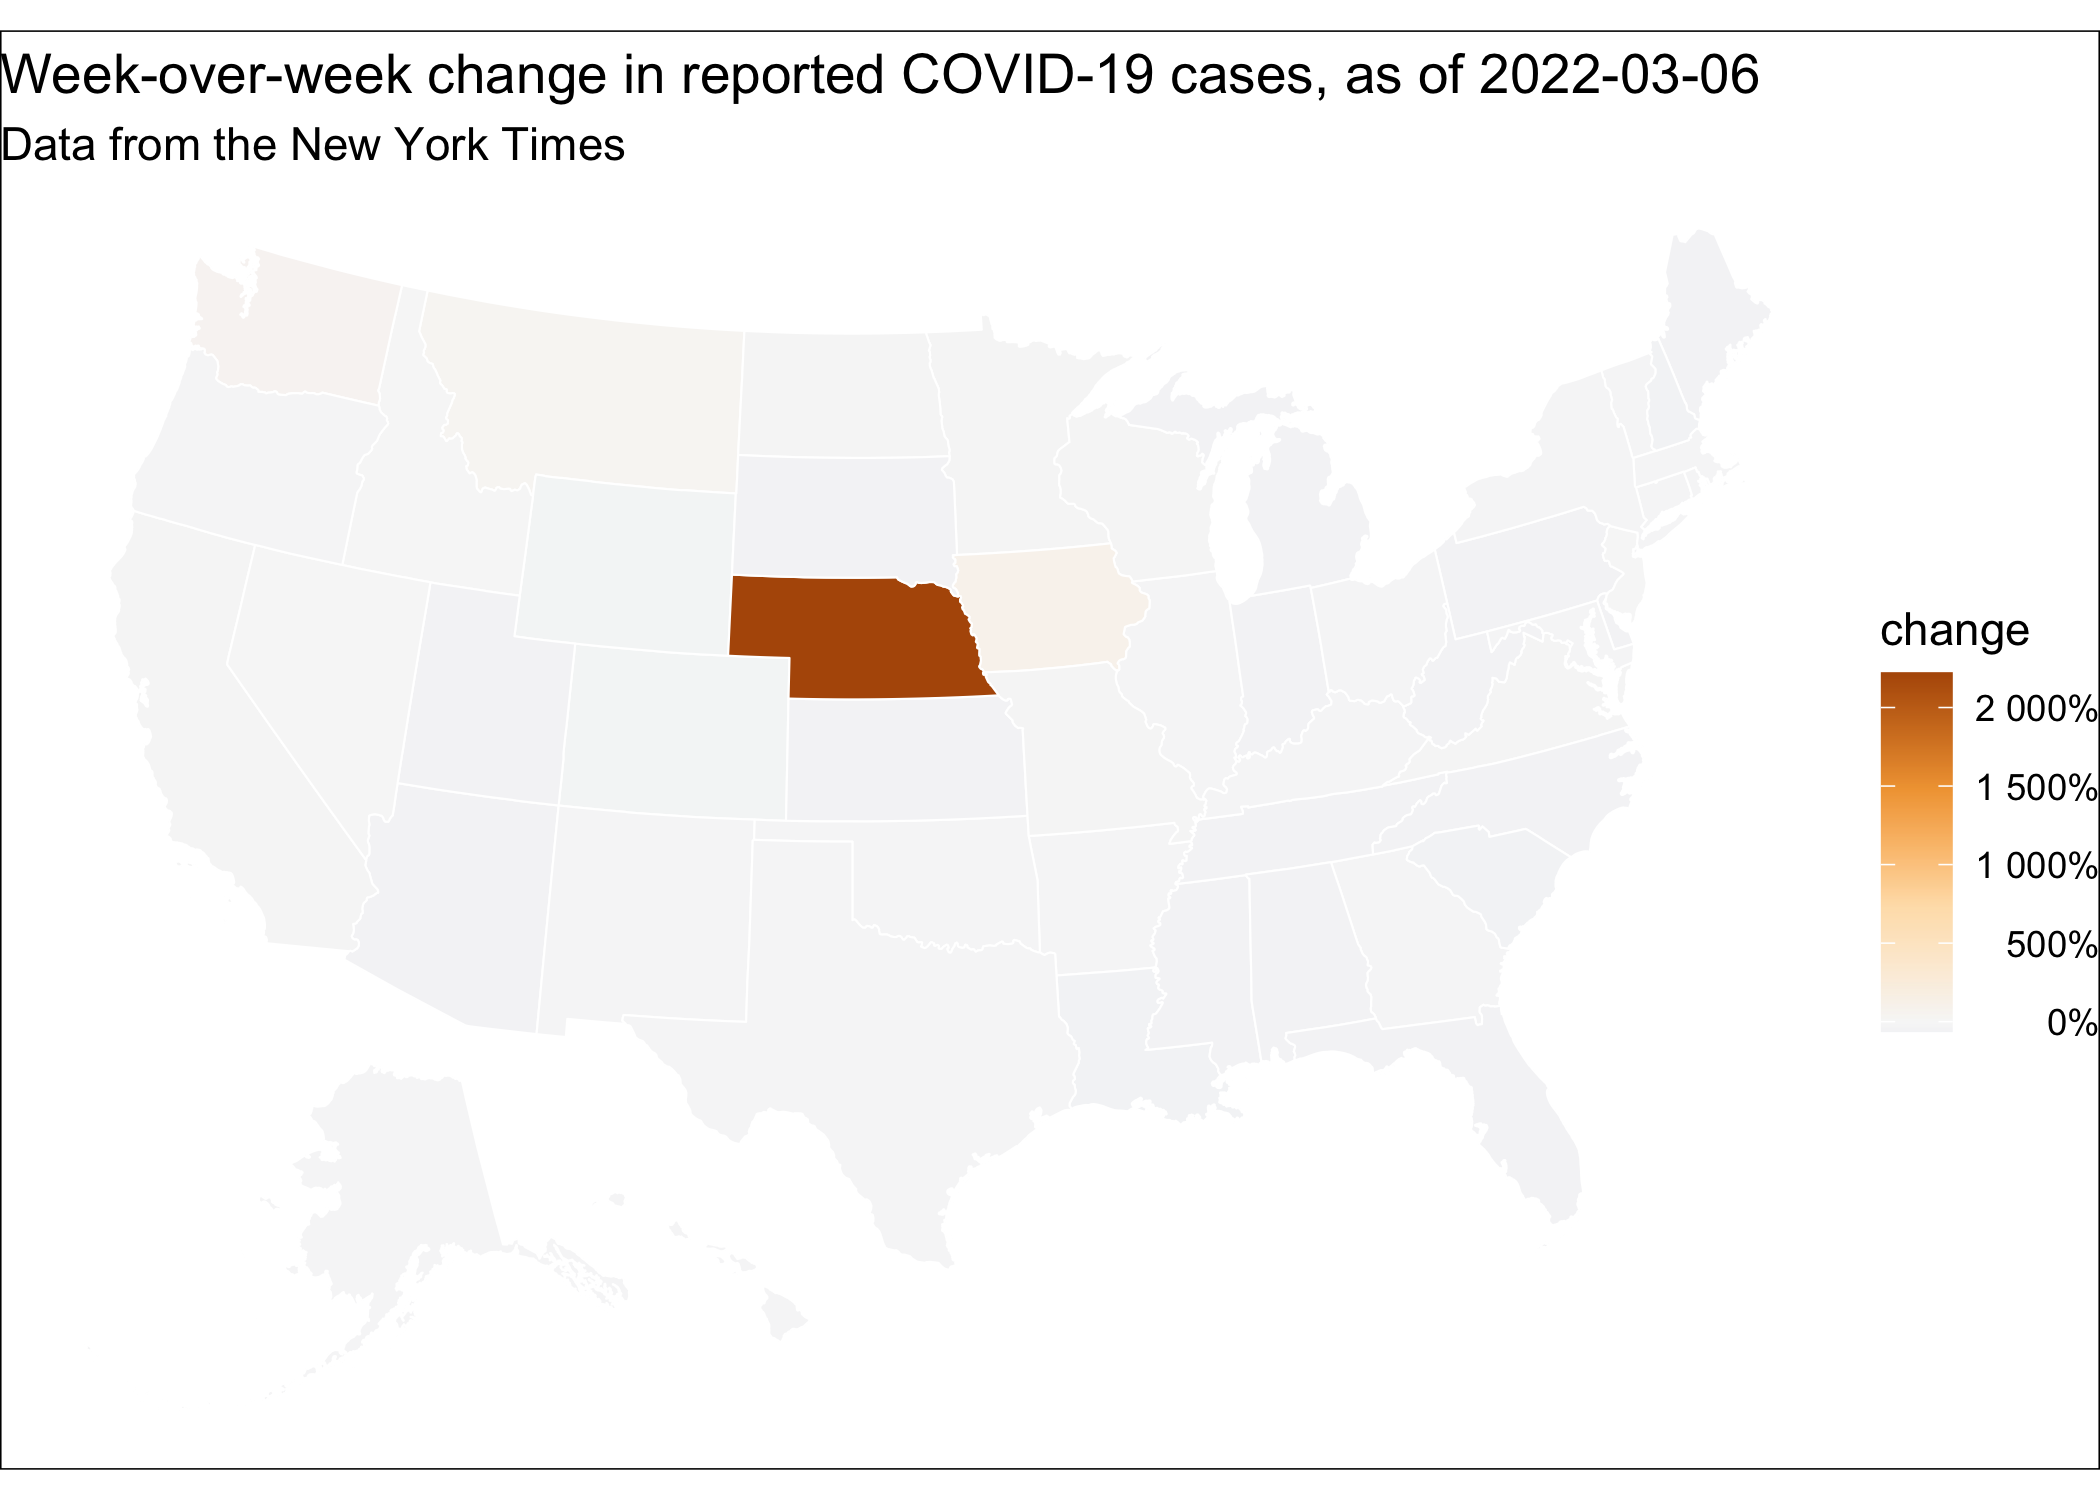 Week-over-week change in reported COVID-19 cases, as of 2022-03-06
Data from the New York Times
change
2 000%
1 500%
1 000%
500%
0%